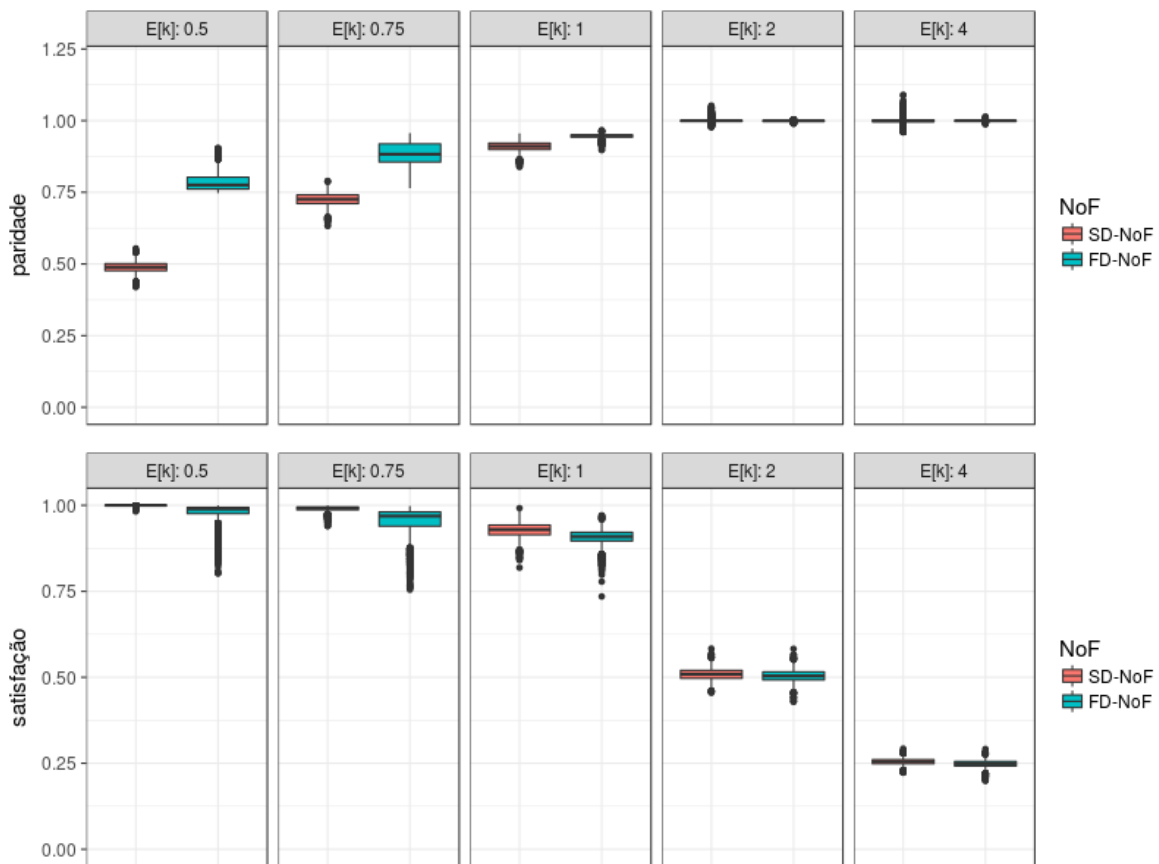 E[k]: 0.5 E[k]: 0.75 E[k]: 1 E[k]: 2 E[k]: 4
1.25
1.00
0.75
0.50
0.25
0.00
paridade
NoF
SD-NoF
FD-NoF
E[k]: 0.5 E[k]: 0.75 E[k]: 1 E[k]: 2 E[k]: 4
1.00
0.75
0.50
0.25
0.00
satisfação
NoF
SD-NoF
FD-NoF